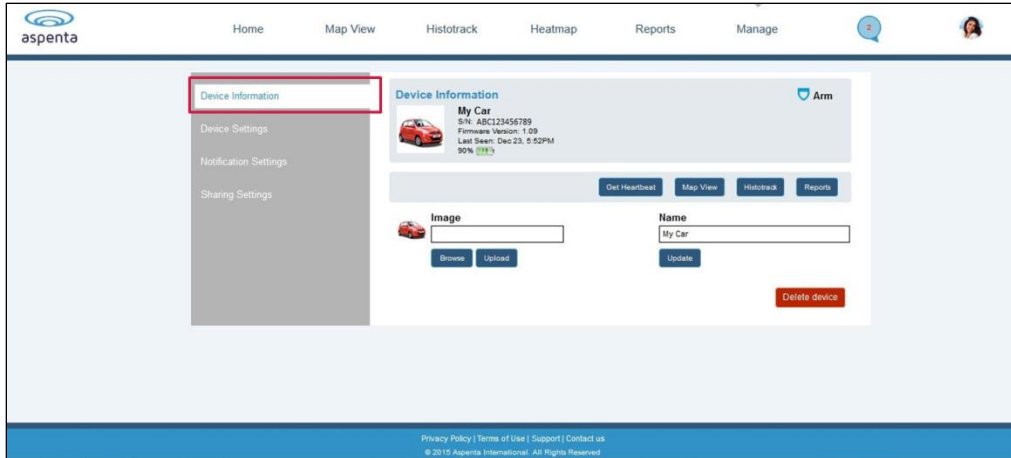 aspenta
Home
Map View
Histotrack
Heatmap
Reports
Manage
2
Device Information
Device Settings
Notification Settings
Sharing Settings
Device Information
Arm
My Car
S/N: ABC123456789
Firmware Version: 1.09
Last Seen: Dec 23, 5:52PM
90%
Get Heartbeat
Map View
Histotrack
Reports
Image
Browse
Upload
Name
My Car
Update
Delete device
Privacy Policy | Terms of Use | Support | Contact us
© 2015 Aspenta International. All Rights Reserved